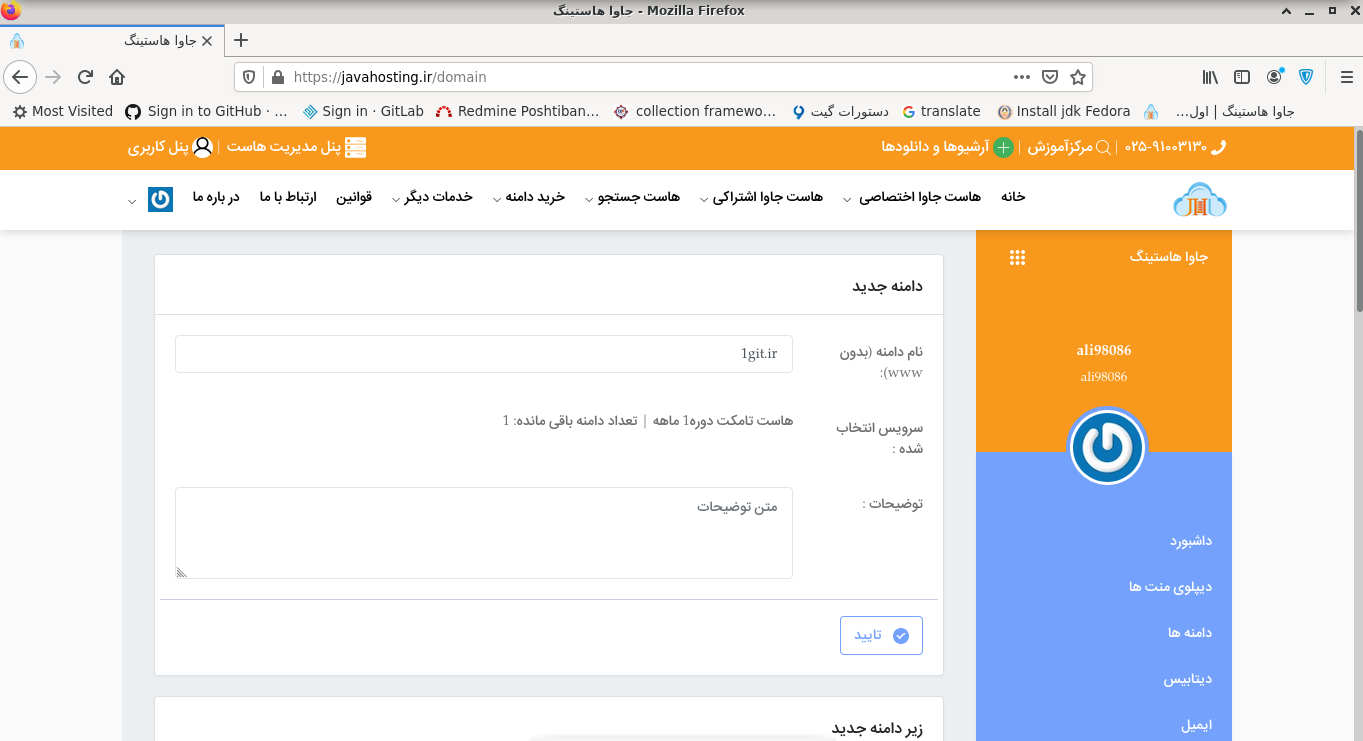 جاوا هاستینگ - Mozilla Firefox
جاوا هاستینگ
https://javahosting.ir/domain
Most Visited
Sign in to GitHub · …
Sign in · GitLab
Redmine Poshtiban…
collection framewo…
دستورات گیت
translate
Install jdk Fedora
جاوا هاستینگ | اول…
۰۲۵-۹۱۰۰۳۱۳۰ | مرکزآموزش | آرشیوها و دانلودها
پنل مدیریت هاست | پنل کاربری
JHL
خانه
هاست جاوا اختصاصی
هاست جاوا اشتراکی
هاست جستجو
خرید دامنه
خدمات دیگر
قوانین
ارتباط با ما
در باره ما
جاوا هاستینگ
ali98086
ali98086
داشبورد
دیپلوی منت ها
دامنه ها
دیتابیس
ایمیل
دامنه جدید
نام دامنه (بدون
www):
1git.ir
سرویس انتخاب
شده :
هاست تامکت دوره1 ماهه | تعداد دامنه باقی مانده: 1
توضیحات :
متن توضیحات
تایید
زیر دامنه جدید